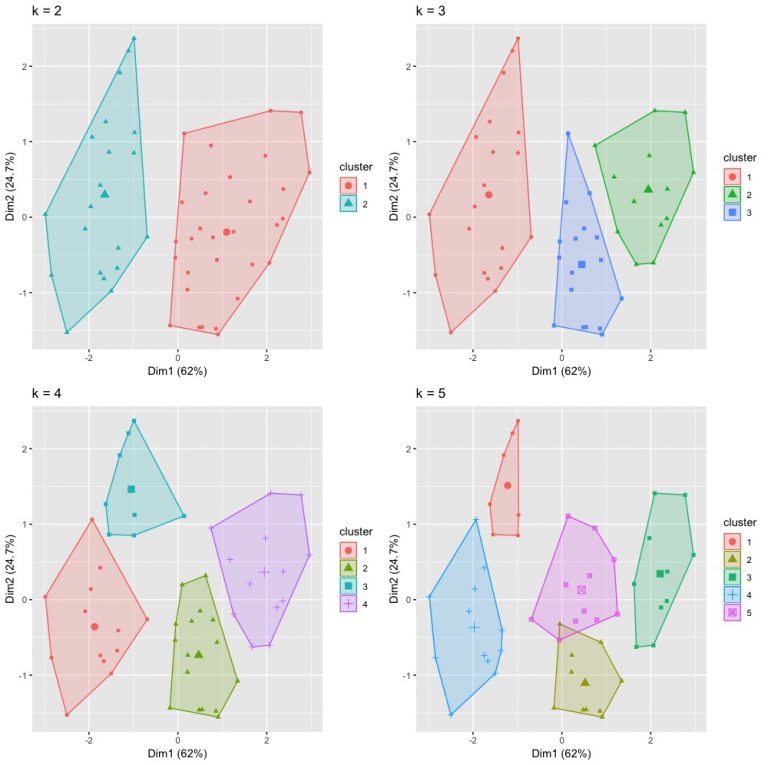 k = 2
2
1
0
-1
Dim2 (24.7%)
-2
0
2
Dim1 (62%)
cluster
1
2
k = 3
2
1
0
-1
Dim2 (24.7%)
-2
0
2
Dim1 (62%)
cluster
1
2
3
k = 4
2
1
0
-1
Dim2 (24.7%)
-2
0
2
Dim1 (62%)
cluster
1
2
3
4
k = 5
2
1
0
-1
Dim2 (24.7%)
-2
0
2
Dim1 (62%)
cluster
1
2
3
4
5